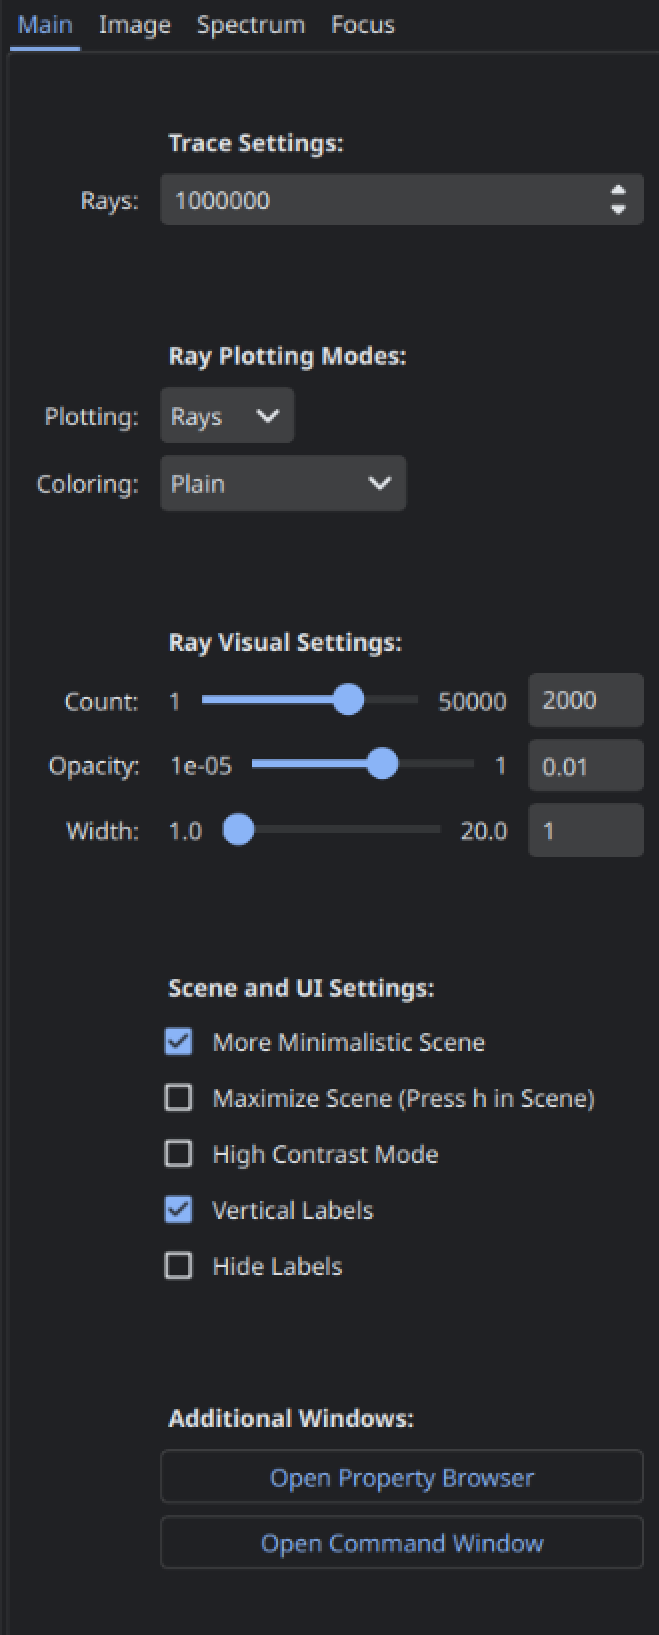 Main Image Spectrum Focus
Trace Settings:
Rays: 1000000
Ray Plotting Modes:
Plotting: Rays
Coloring: Plain
Ray Visual Settings:
Count: 1 50000 2000
Opacity: 1e-05 1 0.01
Width: 1.0 20.0 1
Scene and UI Settings:
More Minimalistic Scene
Maximize Scene (Press h in Scene)
High Contrast Mode
Vertical Labels
Hide Labels
Additional Windows:
Open Property Browser
Open Command Window